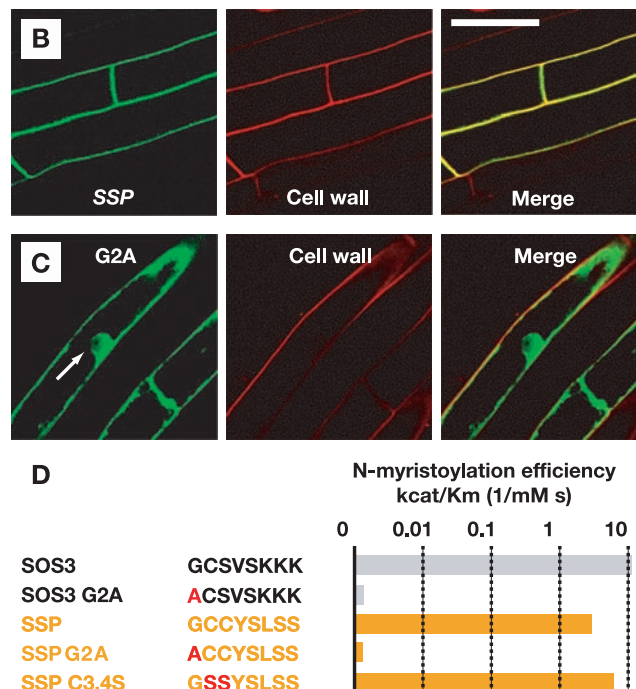 B
SSP
Cell wall
Merge
C
G2A
Cell wall
Merge
D
N-myristoylation efficiency
kcat/Km (1/mM s)
0 0.01 0.1 1 10
SOS3 GCSVSKKK
SOS3 G2A ACSVSKKK
SSP GCCYSLSS
SSP G2A ACCYSLSS
SSP C3,4S GSSYSLSS